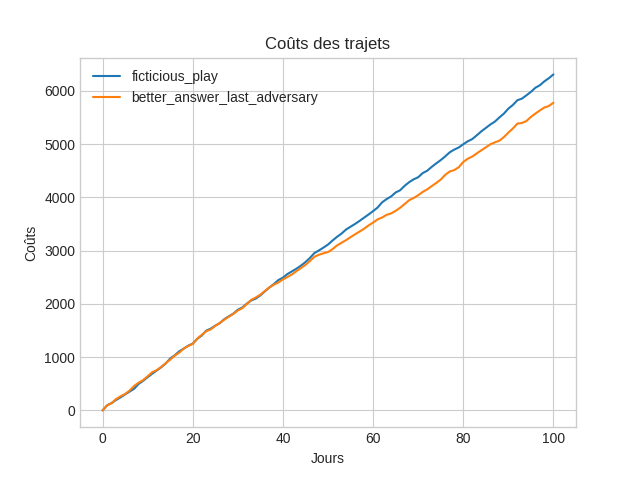 Coûts des trajets
ficticious_play
better_answer_last_adversary
Coûts
6000
5000
4000
3000
2000
1000
0
0 20 40 60 80 100
Jours